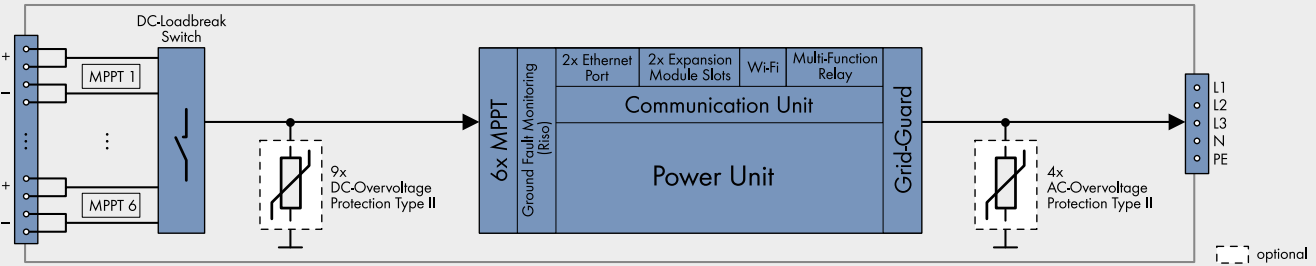 DC-Loadbreak
Switch
+
MPPT 1
–
+
MPPT 6
–
9x
DC-Overvoltage
Protection Type II
6x MPPT
Ground Fault Monitoring
(Riso)
2x Ethernet
Port
2x Expansion
Module Slots
Wi-Fi
Multi-Function
Relay
Communication Unit
Power Unit
Grid-Guard
4x
AC-Overvoltage
Protection Type II
L1
L2
L3
N
PE
optional